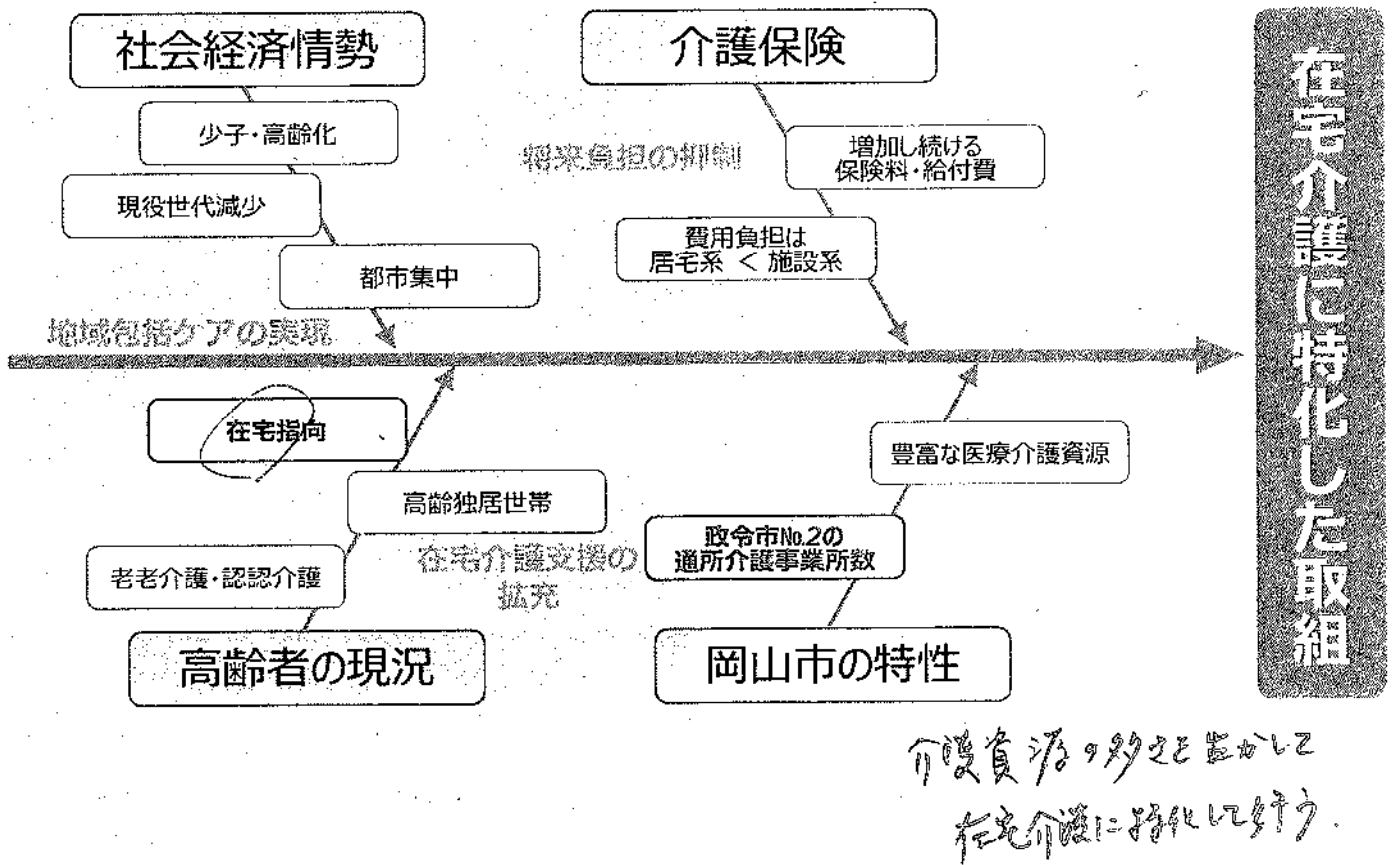 社会経済情勢
少子・高齢化
現役世代減少
都市集中
地域包括ケアの実現
介護保険
将来負担の抑制
増加し続ける
保険料・給付費
費用負担は
居宅系 < 施設系
在宅指向
高齢独居世帯
老老介護・認認介護
在宅介護支援の
拡充
高齢者の現況
豊富な医療介護資源
政令市No.2の
通所介護事業所数
岡山市の特性
在宅介護に特化した取組
介護資源の多さを生かして
在宅介護に特化して行う.